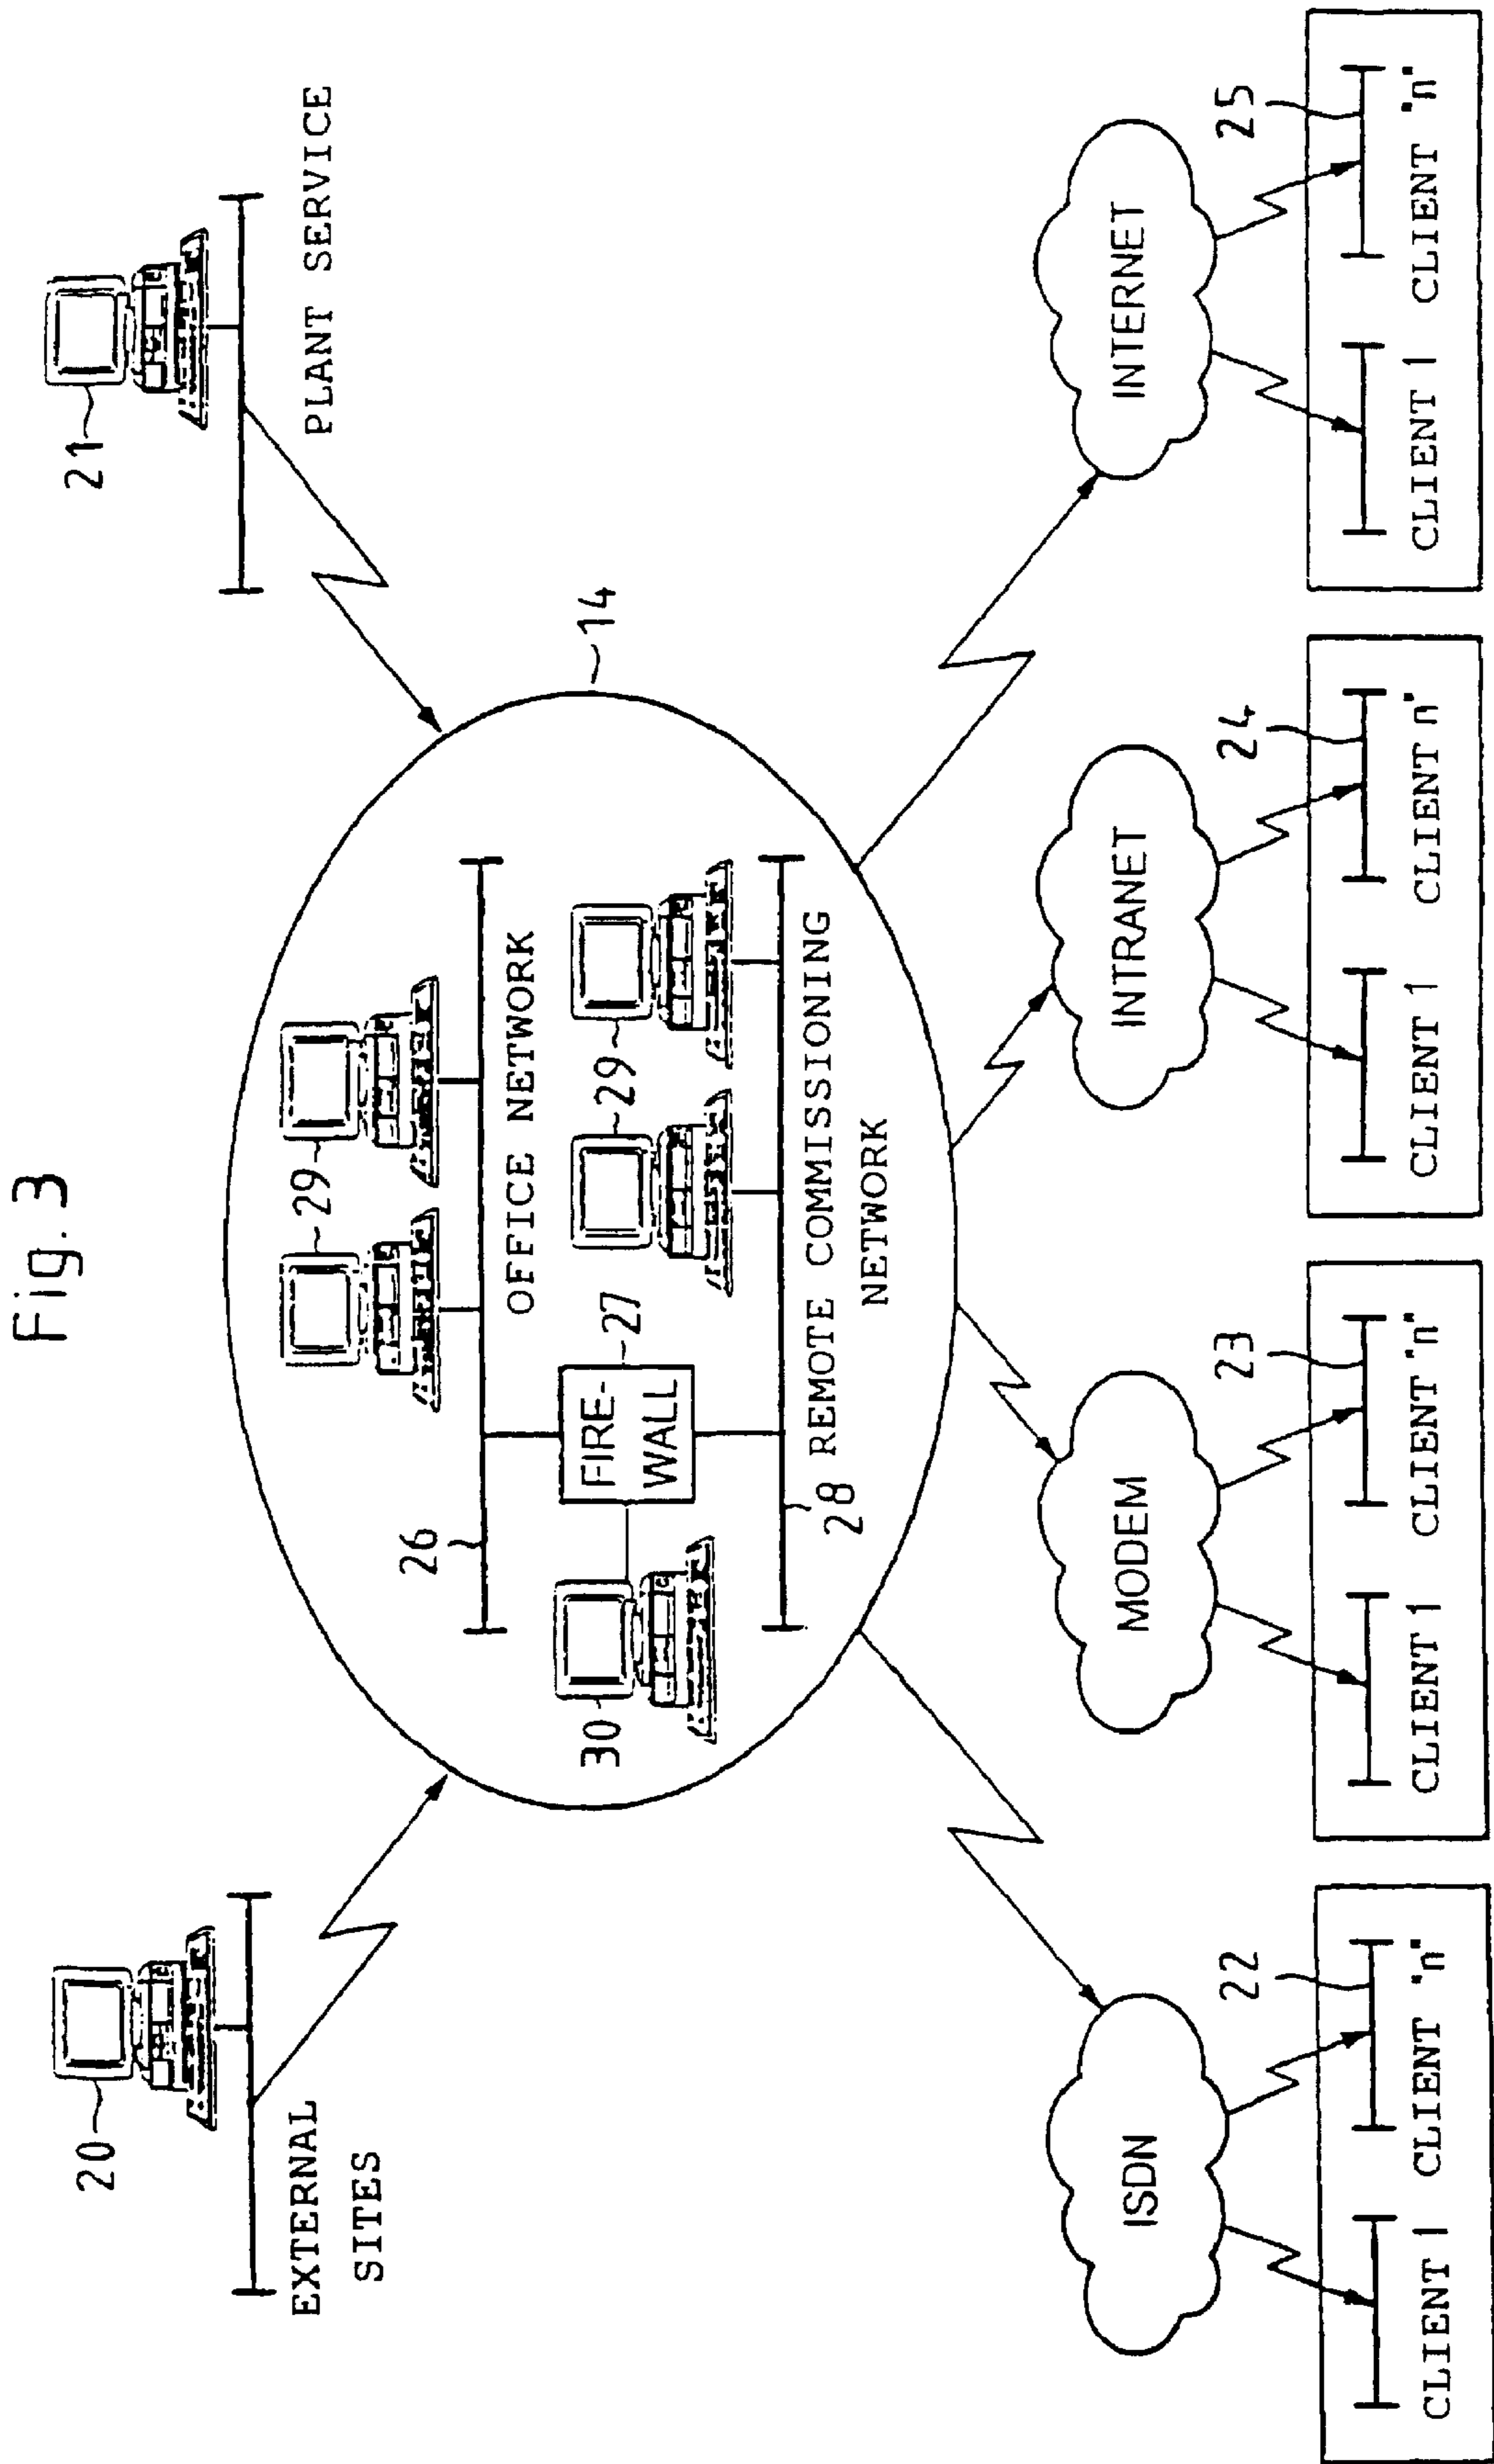 Fig. 3
20
21
EXTERNAL
SITES
PLANT SERVICE
14
29
26
OFFICE NETWORK
30
FIRE-
WALL
27
29
28
REMOTE COMMISSIONING
NETWORK
ISDN
MODEM
INTRANET
INTERNET
22
23
24
25
CLIENT 1
CLIENT "n"
CLIENT 1
CLIENT "n"
CLIENT 1
CLIENT n"
CLIENT 1
CLIENT "n"